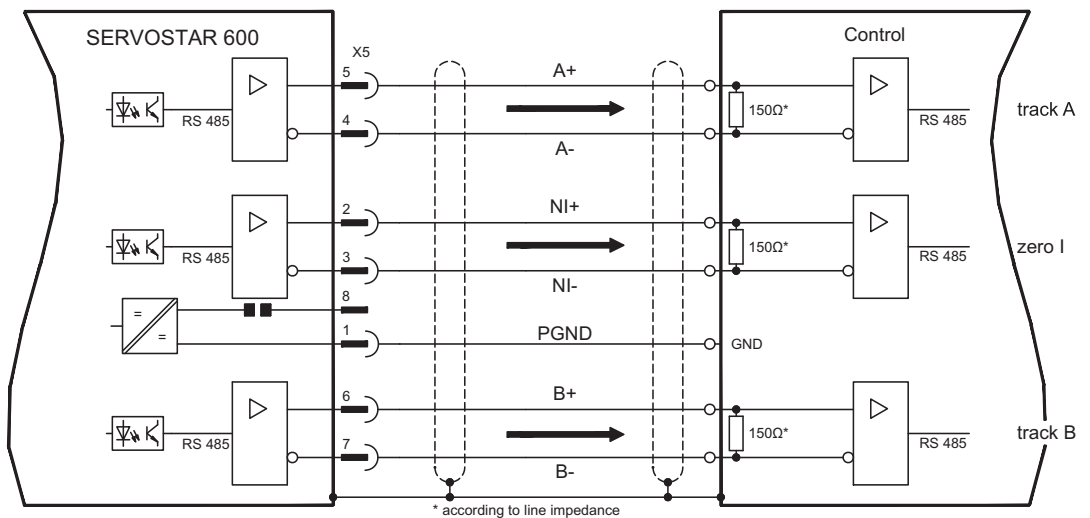 SERVOSTAR 600
X5
Control
5
A+
RS 485
150Ω*
RS 485
track A
4
A-
2
NI+
RS 485
150Ω*
RS 485
zero I
3
NI-
8
=
=
1
PGND
GND
6
B+
RS 485
150Ω*
RS 485
track B
7
B-
* according to line impedance